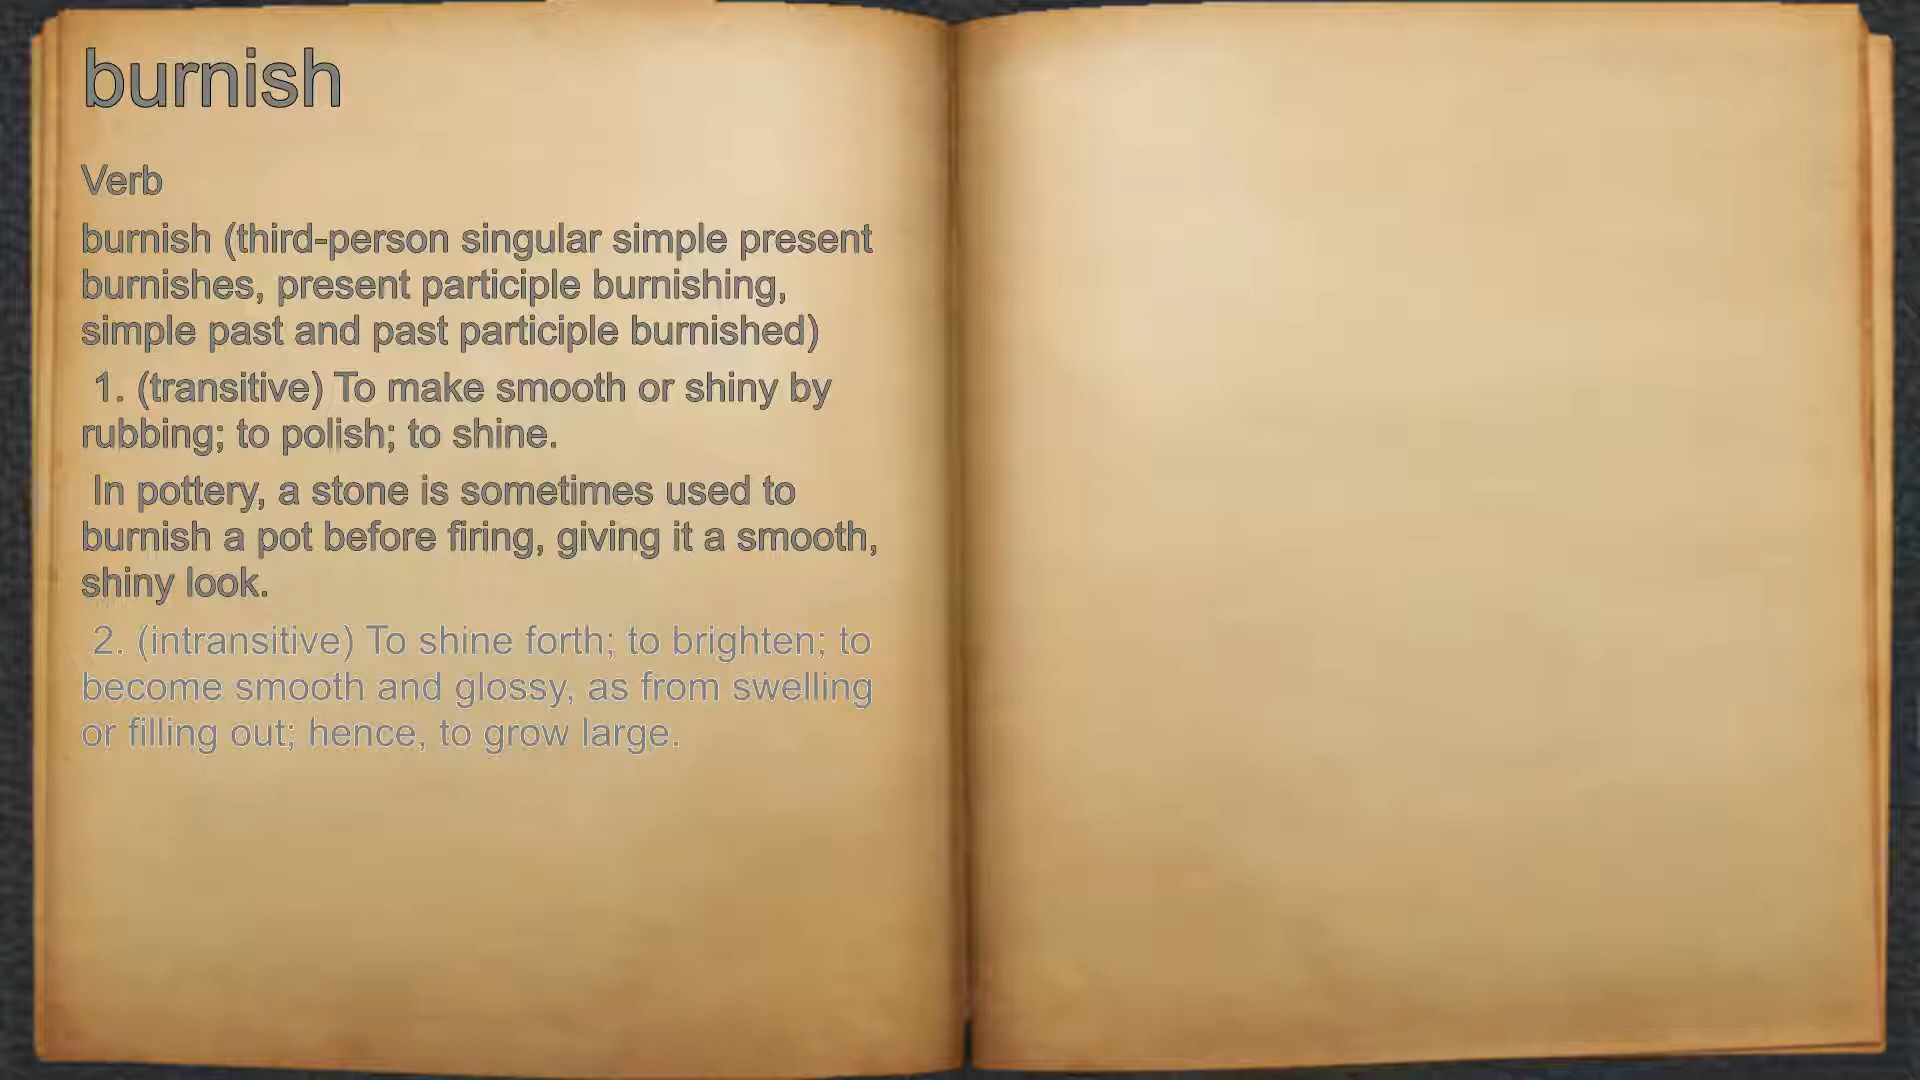 burnish
Verb
burnish (third-person singular simple present
burnishes, present participle burnishing,
simple past and past participle burnished)
1. (transitive) To make smooth or shiny by
rubbing; to polish; to shine.
In pottery, a stone is sometimes used to
burnish a pot before firing, giving it a smooth,
shiny look.
2. (intransitive) To shine forth; to brighten; to
become smooth and glossy, as from swelling
or filling out; hence, to grow large.